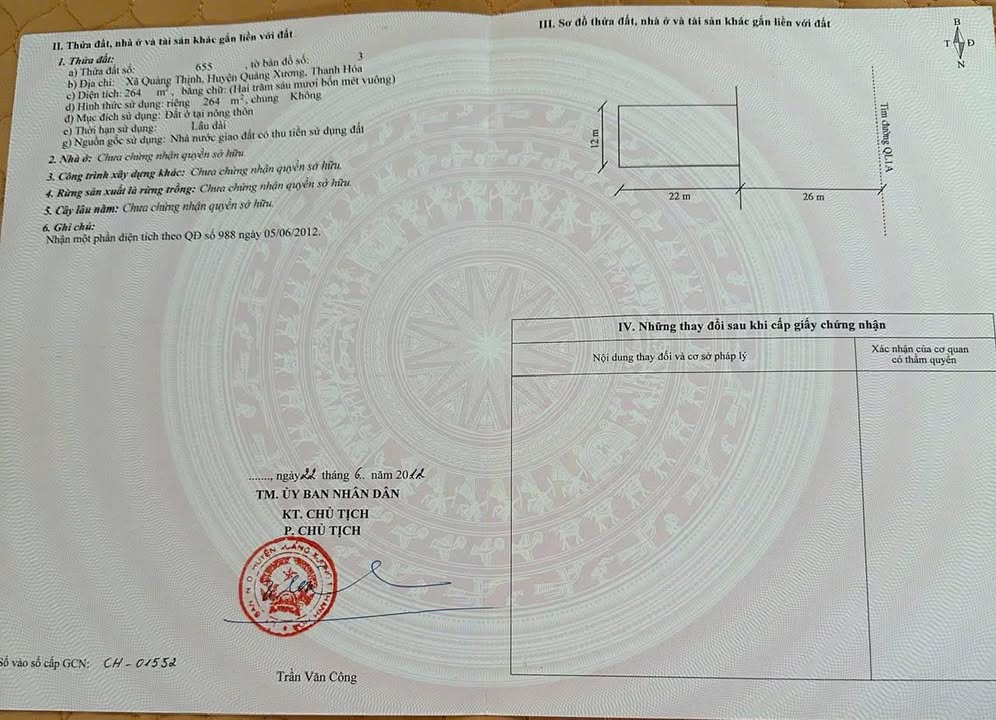 II. Thửa đất, nhà ở và tài sản khác gắn liền với đất
1. Thửa đất:
a) Thửa đất số: 655 , tờ bản đồ số: 3
b) Địa chỉ: Xã Quảng Thịnh, Huyện Quảng Xương, Thanh Hóa
c) Diện tích: 264 m², bằng chữ: (Hai trăm sáu mươi bốn mét vuông)
d) Hình thức sử dụng: riêng 264 m², chung Không
đ) Mục đích sử dụng: Đất ở tại nông thôn
e) Thời hạn sử dụng: Lâu dài
g) Nguồn gốc sử dụng: Nhà nước giao đất có thu tiền sử dụng đất
2. Nhà ở: Chưa chứng nhận quyền sở hữu.
3. Công trình xây dựng khác: Chưa chứng nhận quyền sở hữu.
4. Rừng sản xuất là rừng trồng: Chưa chứng nhận quyền sở hữu.
5. Cây lâu năm: Chưa chứng nhận quyền sở hữu.
6. Ghi chú:
Nhận một phần diện tích theo QĐ số 988 ngày 05/06/2012.
........, ngày 22 tháng 6.. năm 2012
TM. ỦY BAN NHÂN DÂN
KT. CHỦ TỊCH
P. CHỦ TỊCH
Trần Văn Công
Số vào sổ cấp GCN: CH-01552
III. Sơ đồ thửa đất, nhà ở và tài sản khác gắn liền với đất
B
T Đ
N
12 m
22 m
26 m
Tim đường QL1A
IV. Những thay đổi sau khi cấp giấy chứng nhận
Nội dung thay đổi và cơ sở pháp lý
Xác nhận của cơ quan
có thẩm quyền